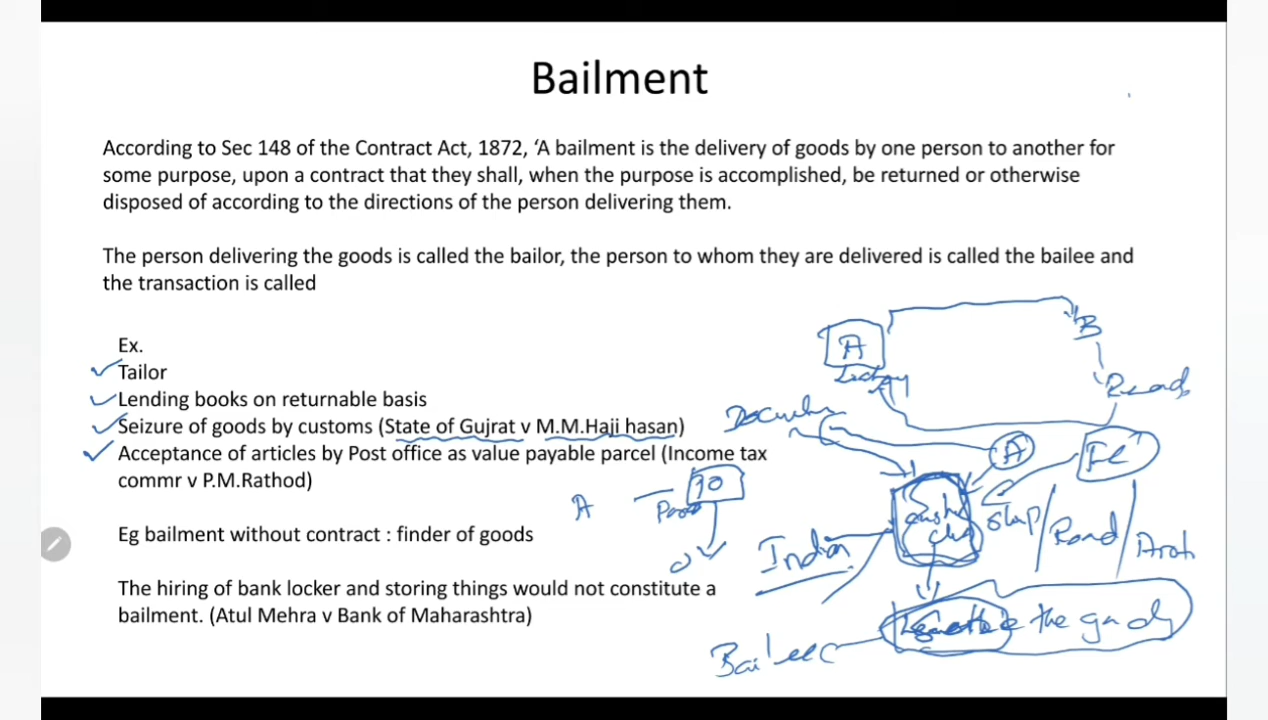 Bailment
According to Sec 148 of the Contract Act, 1872, ‘A bailment is the delivery of goods by one person to another for
some purpose, upon a contract that they shall, when the purpose is accomplished, be returned or otherwise
disposed of according to the directions of the person delivering them.
The person delivering the goods is called the bailor, the person to whom they are delivered is called the bailee and
the transaction is called
Ex.
Tailor
Lending books on returnable basis
Seizure of goods by customs (State of Gujrat v M.M.Haji hasan)
Acceptance of articles by Post office as value payable parcel (Income tax
commr v P.M.Rathod)
Eg bailment without contract : finder of goods
The hiring of bank locker and storing things would not constitute a
bailment. (Atul Mehra v Bank of Maharashtra)
A
B
A
A
India
Road
the goods
Bailee